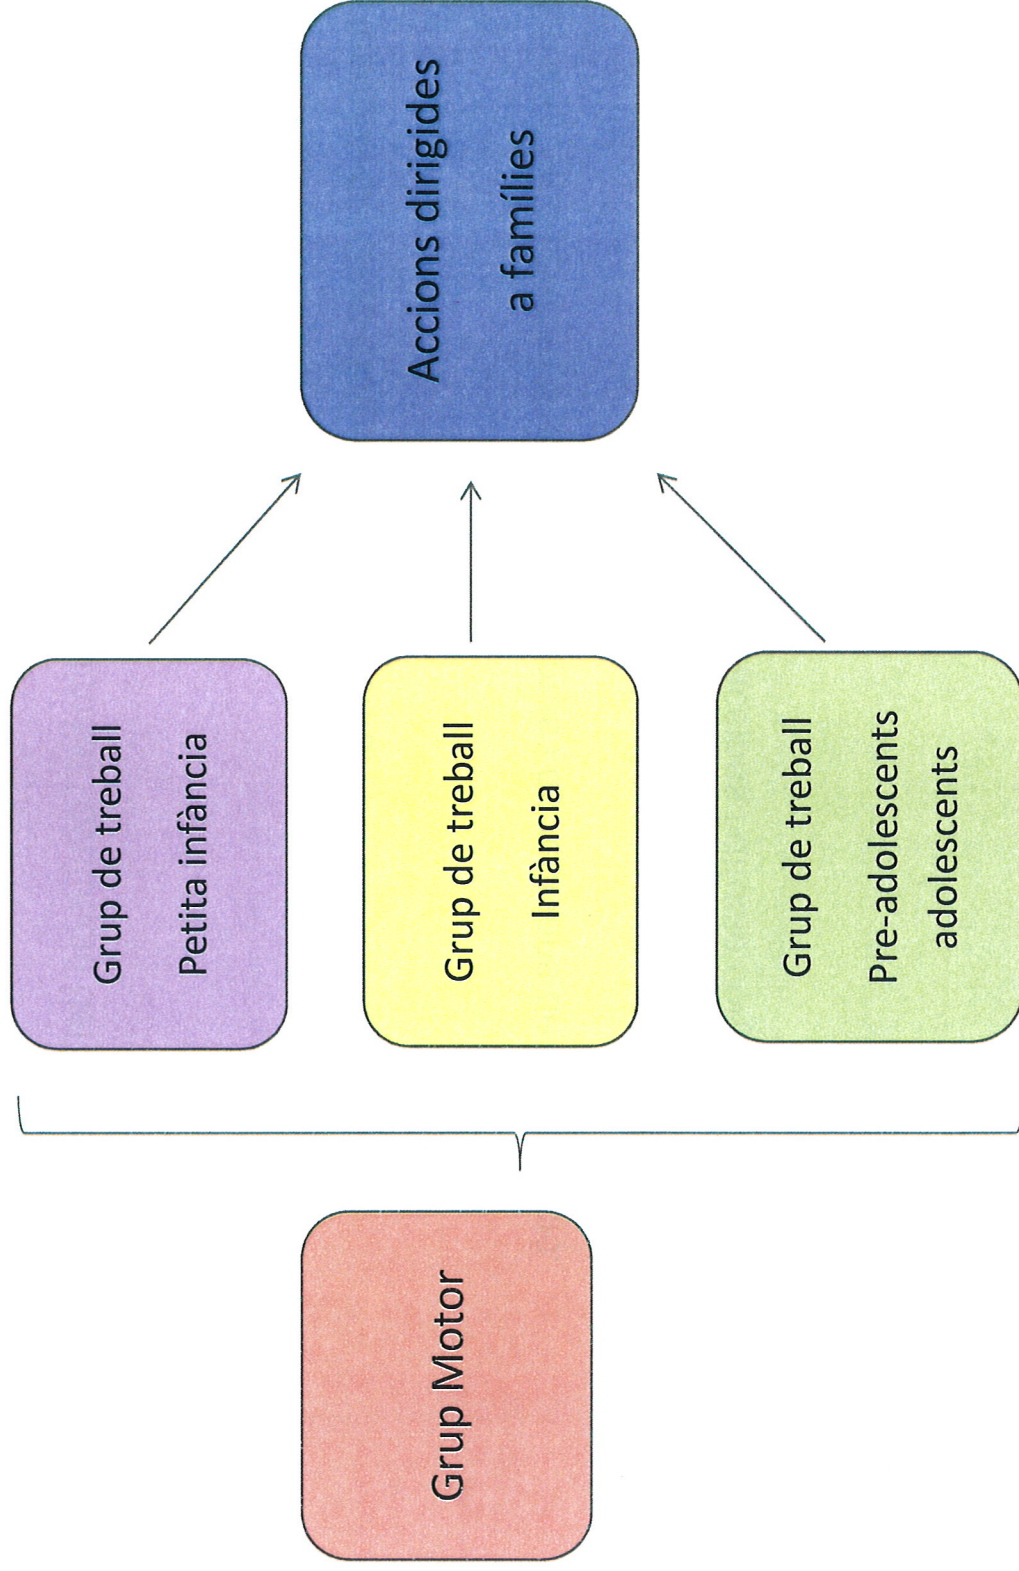 Grup Motor
Grup de treball
Petita infància
Grup de treball
Infància
Grup de treball
Pre-adolescents
adolescents
Accions dirigides
a famílies